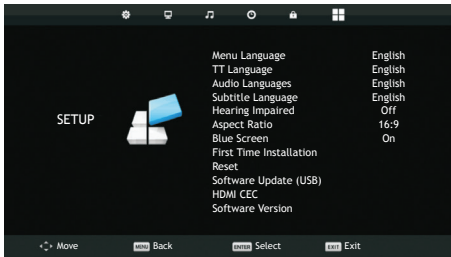 Menu Language English
TT Language English
Audio Languages English
Subtitle Language English
Hearing Impaired Off
SETUP
Aspect Ratio 16:9
Blue Screen On
First Time Installation
Reset
Software Update (USB)
HDMI CEC
Software Version
Move MENU Back ENTER Select EXIT Exit